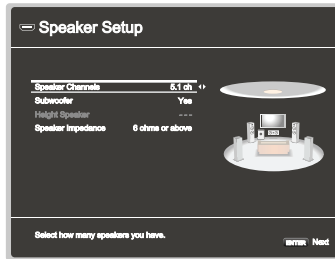 Speaker Setup
Speaker Channels 5.1 ch
Subwoofer Yes
Height Speaker ---
Speaker Impedance 6 ohms or above
Select how many speakers you have.
ENTER Next